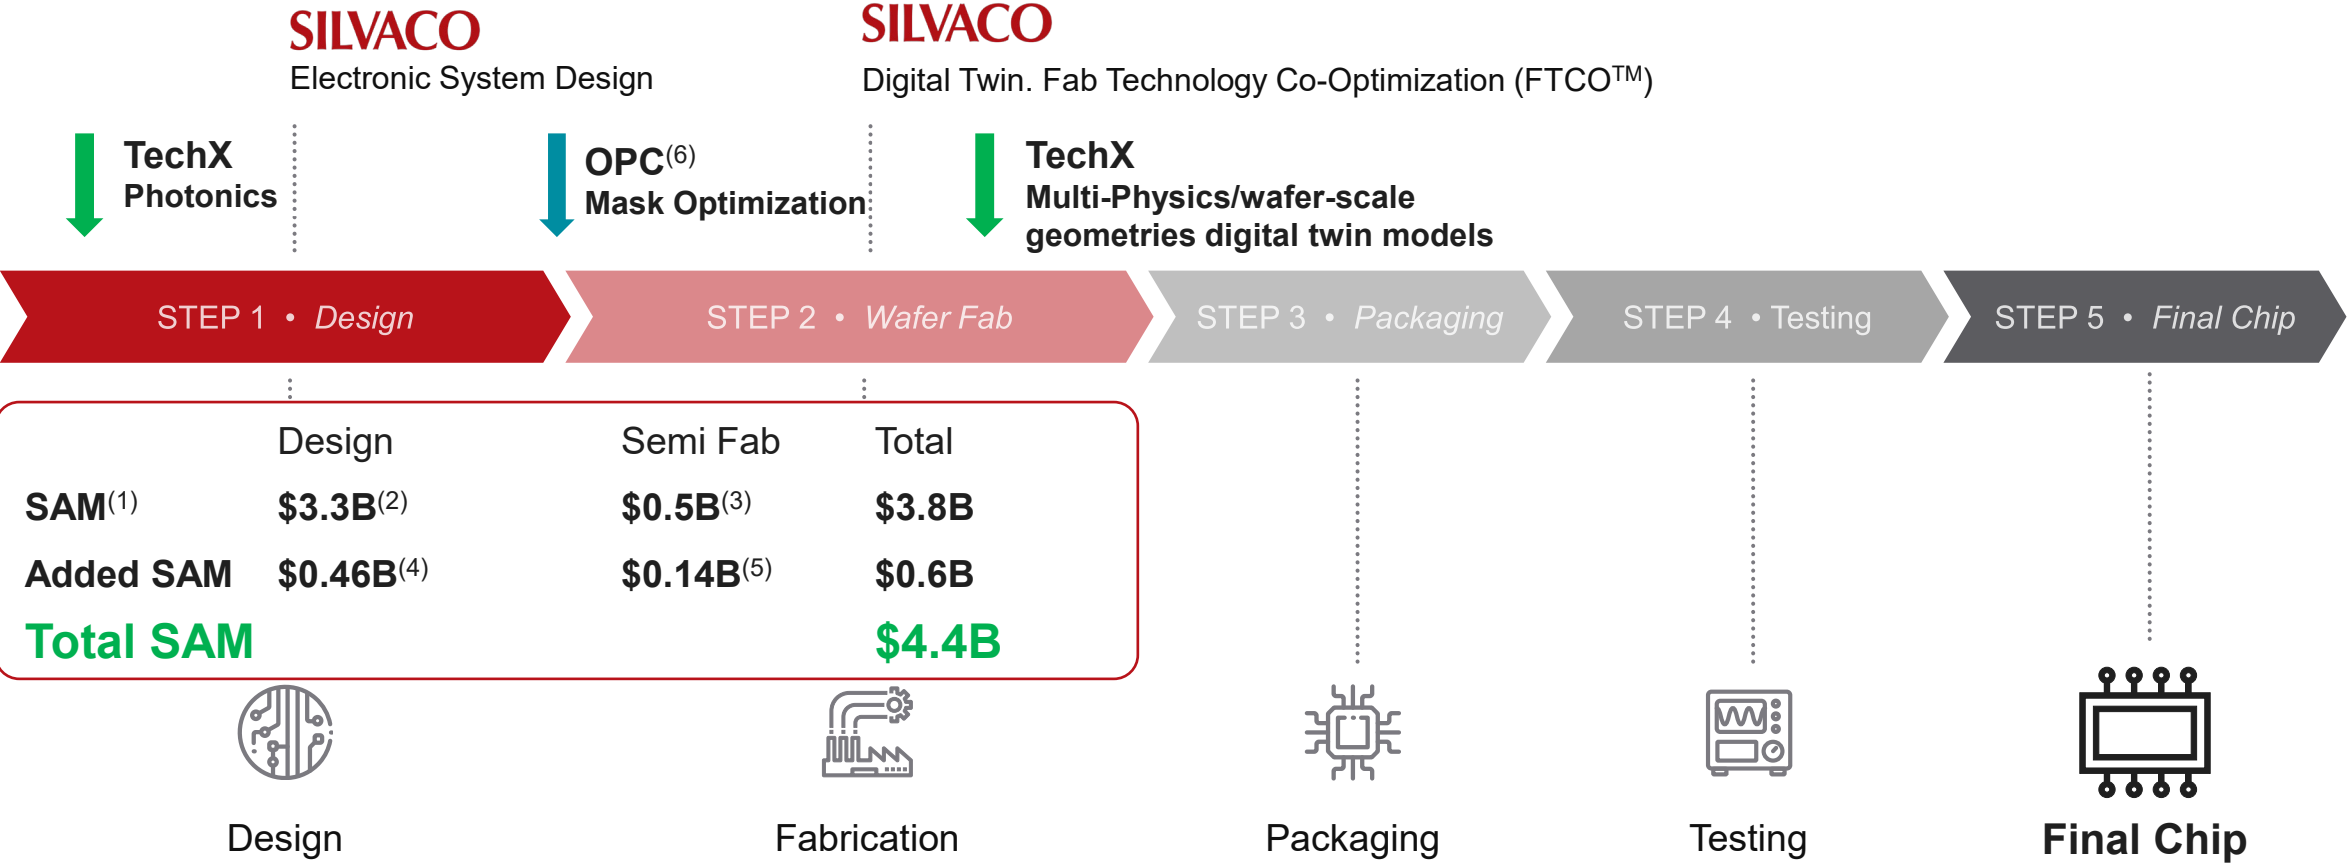 SILVACO
Electronic System Design
SILVACO
Digital Twin. Fab Technology Co-Optimization (FTCO™)
TechX
Photonics
OPC(6)
Mask Optimization
TechX
Multi-Physics/wafer-scale
geometries digital twin models
STEP 1 • Design
STEP 2 • Wafer Fab
STEP 3 • Packaging
STEP 4 • Testing
STEP 5 • Final Chip
Design Semi Fab Total
SAM(1) $3.3B(2) $0.5B(3) $3.8B
Added SAM $0.46B(4) $0.14B(5) $0.6B
Total SAM $4.4B
Design
Fabrication
Packaging
Testing
Final Chip